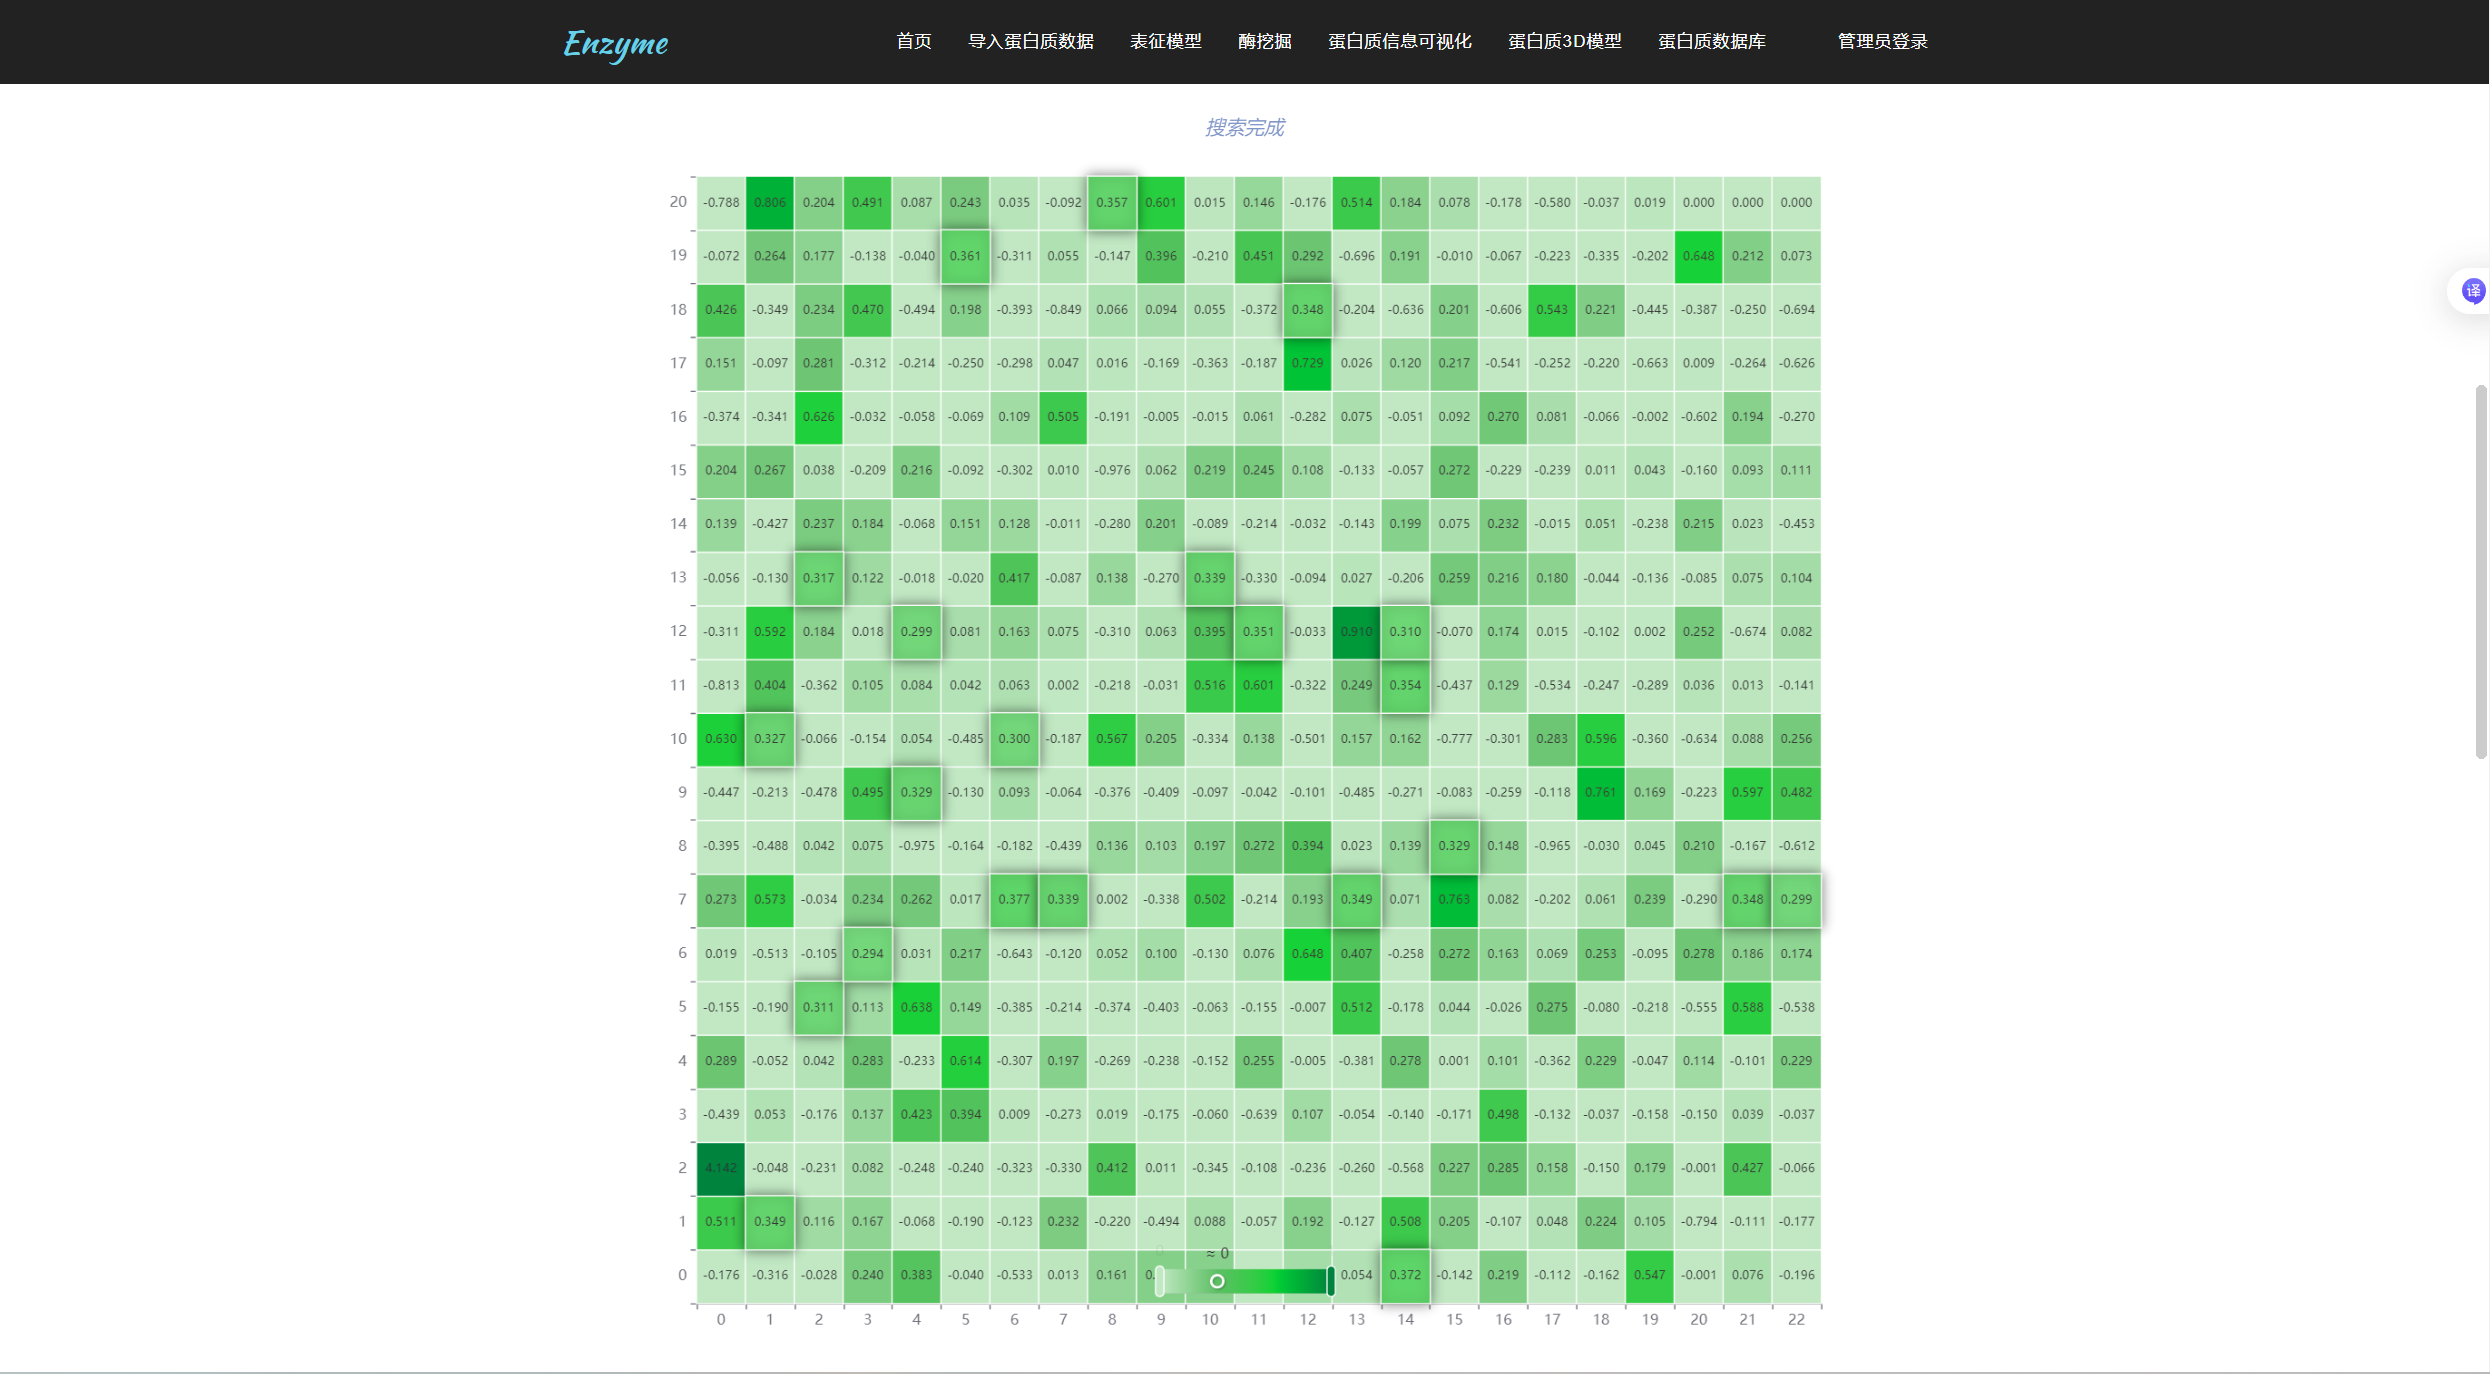 Enzyme 首页 导入蛋白质数据 表征模型 酶挖掘 蛋白质信息可视化 蛋白质3D模型 蛋白质数据库 管理员登录
搜索完成
译
20 -0.788 0.806 0.204 0.491 0.087 0.243 0.035 -0.092 0.357 0.601 0.015 0.146 -0.176 0.514 0.184 0.078 -0.178 -0.580 -0.037 0.019 0.000 0.000 0.000
19 -0.072 0.264 0.177 -0.138 -0.040 0.361 -0.311 0.055 -0.147 0.396 -0.210 0.451 0.292 -0.696 0.191 -0.010 -0.067 -0.223 -0.335 -0.202 0.648 0.212 0.073
18 0.426 -0.349 0.234 0.470 -0.494 0.198 -0.393 -0.849 0.066 0.094 0.055 -0.372 0.348 -0.204 -0.636 0.201 -0.606 0.543 0.221 -0.445 -0.387 -0.250 -0.694
17 0.151 -0.097 0.281 -0.312 -0.214 -0.250 -0.298 0.047 0.016 -0.169 -0.363 -0.187 0.729 0.026 0.120 0.217 -0.541 -0.252 -0.220 -0.663 0.009 -0.264 -0.626
16 -0.374 -0.341 0.626 -0.032 -0.058 -0.069 0.109 0.505 -0.191 -0.005 -0.015 0.061 -0.282 0.075 -0.051 0.092 0.270 0.081 -0.066 -0.002 -0.602 0.194 -0.270
15 0.204 0.267 0.038 -0.209 0.216 -0.092 -0.302 0.010 -0.976 0.062 0.219 0.245 0.108 -0.133 -0.057 0.272 -0.229 -0.239 0.011 0.043 -0.160 0.093 0.111
14 0.139 -0.427 0.237 0.184 -0.068 0.151 0.128 -0.011 -0.280 0.201 -0.089 -0.214 -0.032 -0.143 0.199 0.075 0.232 -0.015 0.051 -0.238 0.215 0.023 -0.453
13 -0.056 -0.130 0.317 0.122 -0.018 -0.020 0.417 -0.087 0.138 -0.270 0.339 -0.330 -0.094 0.027 -0.206 0.259 0.216 0.180 -0.044 -0.136 -0.085 0.075 0.104
12 -0.311 0.592 0.184 0.018 0.299 0.081 0.163 0.075 -0.310 0.063 0.395 0.351 -0.033 0.910 0.310 -0.070 0.174 0.015 -0.102 0.002 0.252 -0.674 0.082
11 -0.813 0.404 -0.362 0.105 0.084 0.042 0.063 0.002 -0.218 -0.031 0.516 0.601 -0.322 0.249 0.354 -0.437 0.129 -0.534 -0.247 -0.289 0.036 0.013 -0.141
10 0.630 0.327 -0.066 -0.154 0.054 -0.485 0.300 -0.187 0.567 0.205 -0.334 0.138 -0.501 0.157 0.162 -0.777 -0.301 0.283 0.596 -0.360 -0.634 0.088 0.256
9 -0.447 -0.213 -0.478 0.495 0.329 -0.130 0.093 -0.064 -0.376 -0.409 -0.097 -0.042 -0.101 -0.485 -0.271 -0.083 -0.259 -0.118 0.761 0.169 -0.223 0.597 0.482
8 -0.395 -0.488 0.042 0.075 -0.975 -0.164 -0.182 -0.439 0.136 0.103 0.197 0.272 0.394 0.023 0.139 0.329 0.148 -0.965 -0.030 0.045 0.210 -0.167 -0.612
7 0.273 0.573 -0.034 0.234 0.262 0.017 0.377 0.339 0.002 -0.338 0.502 -0.214 0.193 0.349 0.071 0.763 0.082 -0.202 0.061 0.239 -0.290 0.348 0.299
6 0.019 -0.513 -0.105 0.294 0.031 0.217 -0.643 -0.120 0.052 0.100 -0.130 0.076 0.648 0.407 -0.258 0.272 0.163 0.069 0.253 -0.095 0.278 0.186 0.174
5 -0.155 -0.190 0.311 0.113 0.638 0.149 -0.385 -0.214 -0.374 -0.403 -0.063 -0.155 -0.007 0.512 -0.178 0.044 -0.026 0.275 -0.080 -0.218 -0.555 0.588 -0.538
4 0.289 -0.052 0.042 0.283 -0.233 0.614 -0.307 0.197 -0.269 -0.238 -0.152 0.255 -0.005 -0.381 0.278 0.001 0.101 -0.362 0.229 -0.047 0.114 -0.101 0.229
3 -0.439 0.053 -0.176 0.137 0.423 0.394 0.009 -0.273 0.019 -0.175 -0.060 -0.639 0.107 -0.054 -0.140 -0.171 0.498 -0.132 -0.037 -0.158 -0.150 0.039 -0.037
2 4.142 -0.048 -0.231 0.082 -0.248 -0.240 -0.323 -0.330 0.412 0.011 -0.345 -0.108 -0.236 -0.260 -0.568 0.227 0.285 0.158 -0.150 0.179 -0.001 0.427 -0.066
1 0.511 0.349 0.116 0.167 -0.068 -0.190 -0.123 0.232 -0.220 -0.494 0.088 -0.057 0.192 -0.127 0.508 0.205 -0.107 0.048 0.224 0.105 -0.794 -0.111 -0.177
≈ 0
0 -0.176 -0.316 -0.028 0.240 0.383 -0.040 -0.533 0.013 0.161 0.054 0.372 -0.142 0.219 -0.112 -0.162 0.547 -0.001 0.076 -0.196
0 1 2 3 4 5 6 7 8 9 10 11 12 13 14 15 16 17 18 19 20 21 22